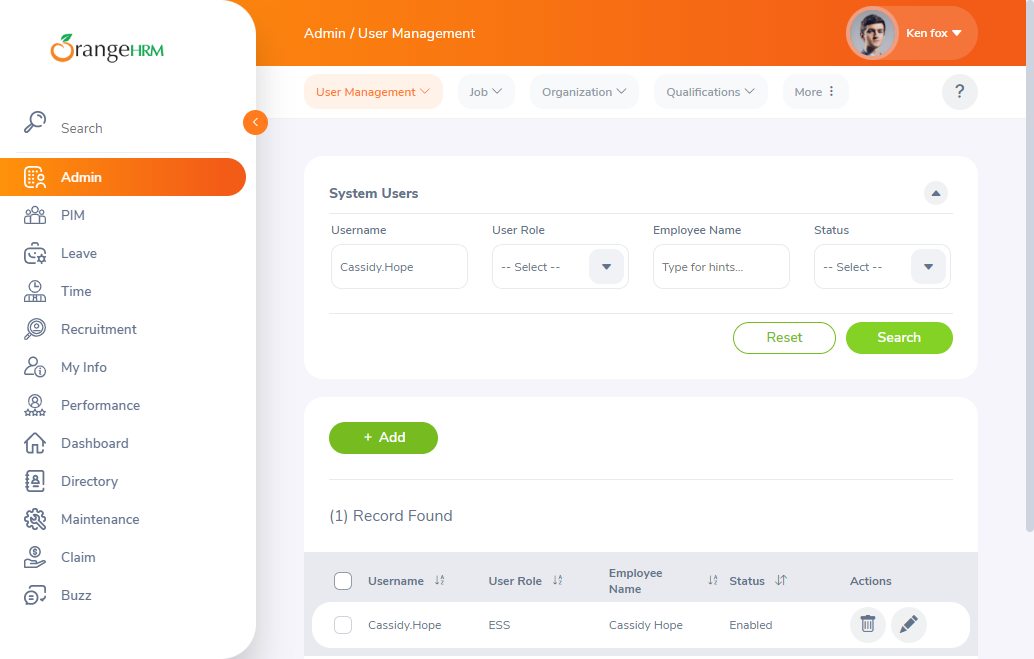 OrangeHRM
Search
Admin
PIM
Leave
Time
Recruitment
My Info
Performance
Dashboard
Directory
Maintenance
Claim
Buzz
Admin / User Management
Ken fox
User Management
Job
Organization
Qualifications
More
?
System Users
Username
User Role
Employee Name
Status
Cassidy.Hope
-- Select --
Type for hints...
-- Select --
Reset
Search
+ Add
(1) Record Found
Username
User Role
Employee
Name
Status
Actions
Cassidy.Hope
ESS
Cassidy Hope
Enabled